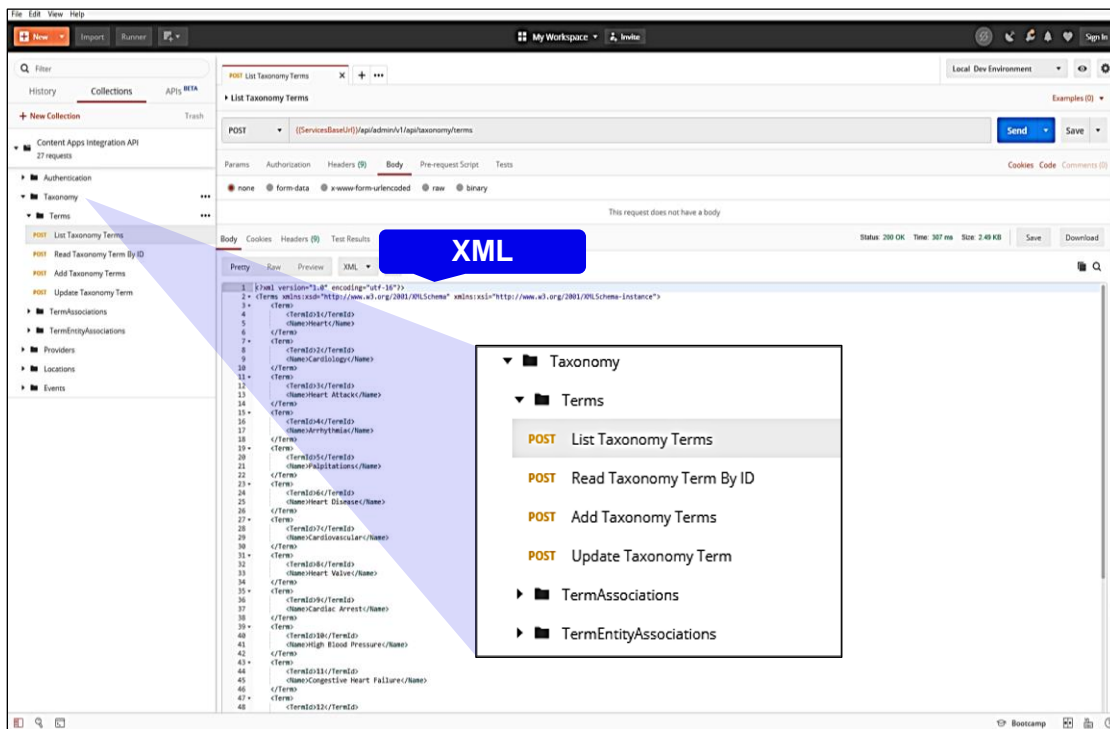 File Edit View Help
New Import Runner My Workspace Invite Sign In
Filter
History Collections APIs BETA
+ New Collection Trash
Content Apps Integration API
27 requests
Authentication
Taxonomy
Terms
POST List Taxonomy Terms
POST Read Taxonomy Term By ID
POST Add Taxonomy Terms
POST Update Taxonomy Term
TermAssociations
TermEntityAssociations
Providers
Locations
Events
POST List Taxonomy Terms X + •••
Local Dev Environment
List Taxonomy Terms Examples (0)
POST {{ServicesBaseUrl}}/api/admin/v1/api/taxonomy/terms Send Save
Params Authorization Headers (9) Body Pre-request Script Tests Cookies Code Comments (0)
none form-data x-www-form-urlencoded raw binary
This request does not have a body
Body Cookies Headers (9) Test Results Status: 200 OK Time: 307 ms Size: 2.49 KB Save Download
XML
Pretty Raw Preview XML
1 <?xml version="1.0" encoding="utf-16"?>
2 <Terms xmlns:xsd="http://www.w3.org/2001/XMLSchema" xmlns:xsi="http://www.w3.org/2001/XMLSchema-instance">
3 <Term>
4 <TermId>1</TermId>
5 <Name>Heart</Name>
6 </Term>
7 <Term>
8 <TermId>2</TermId>
9 <Name>Cardiology</Name>
10 </Term>
11 <Term>
12 <TermId>3</TermId>
13 <Name>Heart Attack</Name>
14 </Term>
15 <Term>
16 <TermId>4</TermId>
17 <Name>Arrhythmia</Name>
18 </Term>
19 <Term>
20 <TermId>5</TermId>
21 <Name>Palpitations</Name>
22 </Term>
23 <Term>
24 <TermId>6</TermId>
25 <Name>Heart Disease</Name>
26 </Term>
27 <Term>
28 <TermId>7</TermId>
29 <Name>Cardiovascular</Name>
30 </Term>
31 <Term>
32 <TermId>8</TermId>
33 <Name>Heart Valve</Name>
34 </Term>
35 <Term>
36 <TermId>9</TermId>
37 <Name>Cardiac Arrest</Name>
38 </Term>
39 <Term>
40 <TermId>10</TermId>
41 <Name>High Blood Pressure</Name>
42 </Term>
43 <Term>
44 <TermId>11</TermId>
45 <Name>Congestive Heart Failure</Name>
46 </Term>
47 <Term>
48 <TermId>12</TermId>
Taxonomy
Terms
POST List Taxonomy Terms
POST Read Taxonomy Term By ID
POST Add Taxonomy Terms
POST Update Taxonomy Term
TermAssociations
TermEntityAssociations
Bootcamp